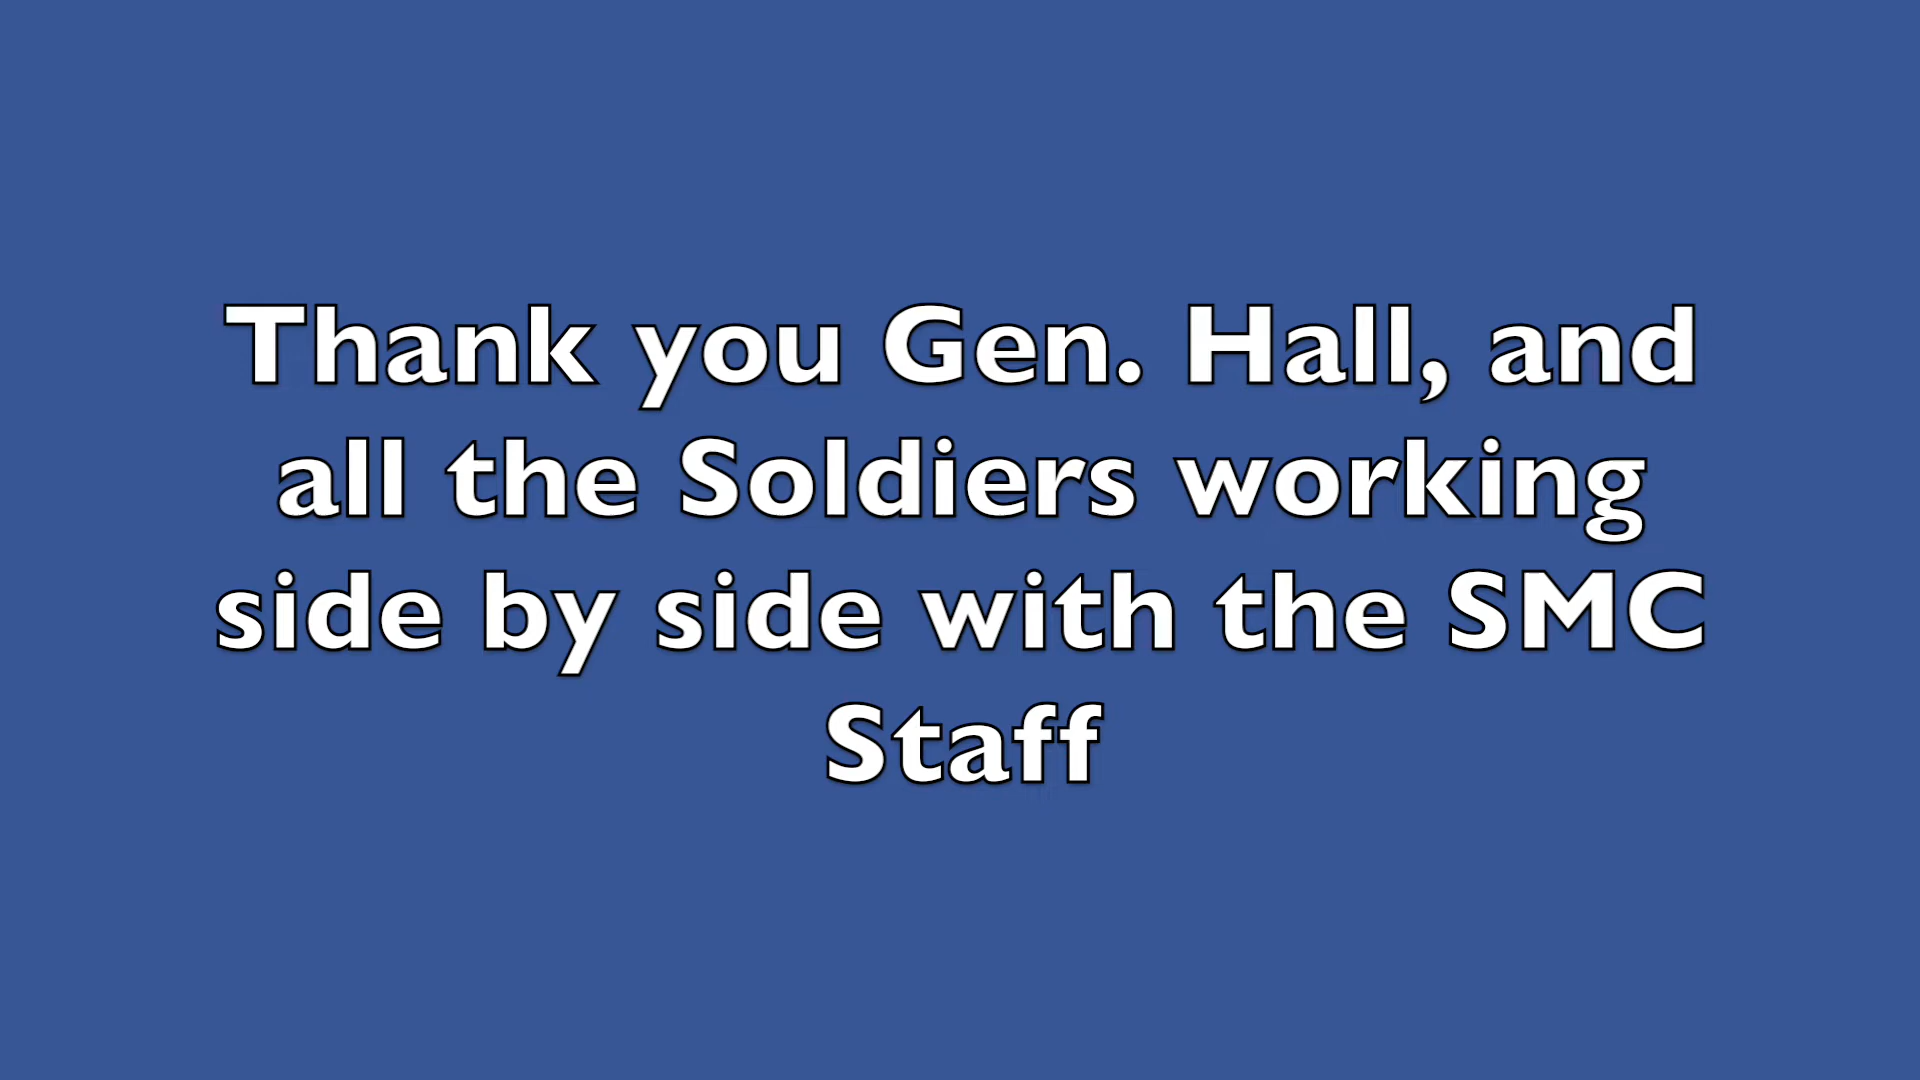 Thank you Gen. Hall, and
all the Soldiers working
side by side with the SMC
Staff